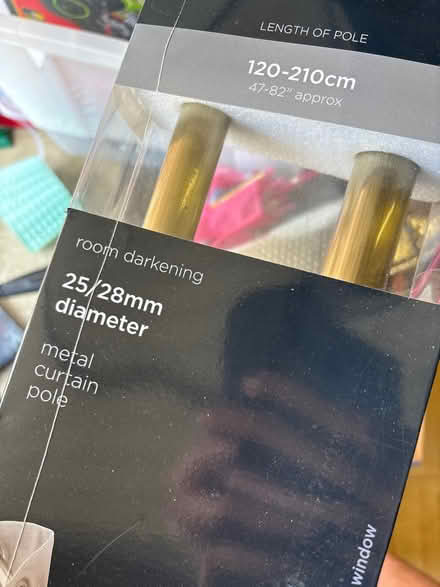 LENGTH OF POLE
120-210cm
47-82" approx
room darkening
25/28mm
diameter
metal
curtain
pole
window